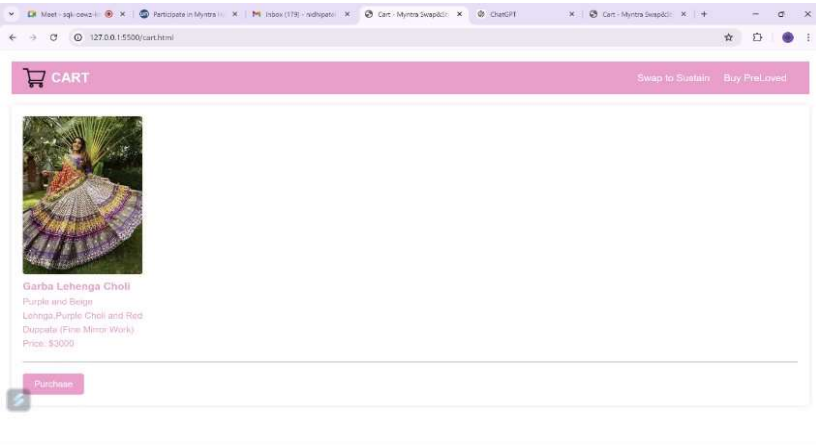 Meet - sqk-cewz-
Participate in Myntra
Inbox (179) - nidhipatel
Cart - Myntra Swap&
ChatGPT
Cart - Myntra Swap&
127.0.0.1:5500/cart.html
CART
Swap to Sustain
Buy PreLoved
Garba Lehenga Choli
Purple and Beige
Lehnga,Purple Choli and Red
Duppata (Fine Mirror Work) .
Price: $3000
Purchase